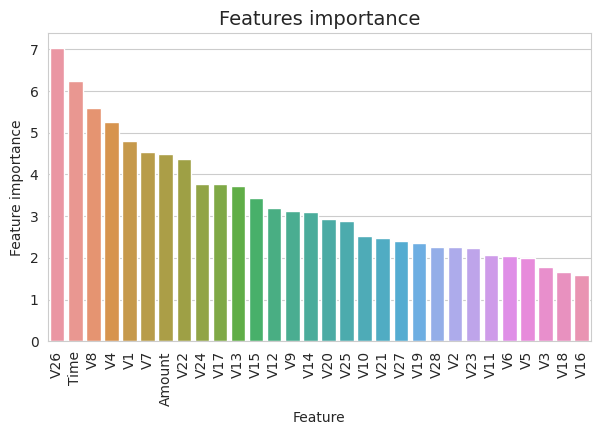 Features importance
Feature importance
7
6
5
4
3
2
1
0
V26 Time V8 V4 V1 V7 Amount V22 V24 V17 V13 V15 V12 V9 V14 V20 V25 V10 V21 V27 V19 V28 V2 V23 V11 V6 V5 V3 V18 V16
Feature